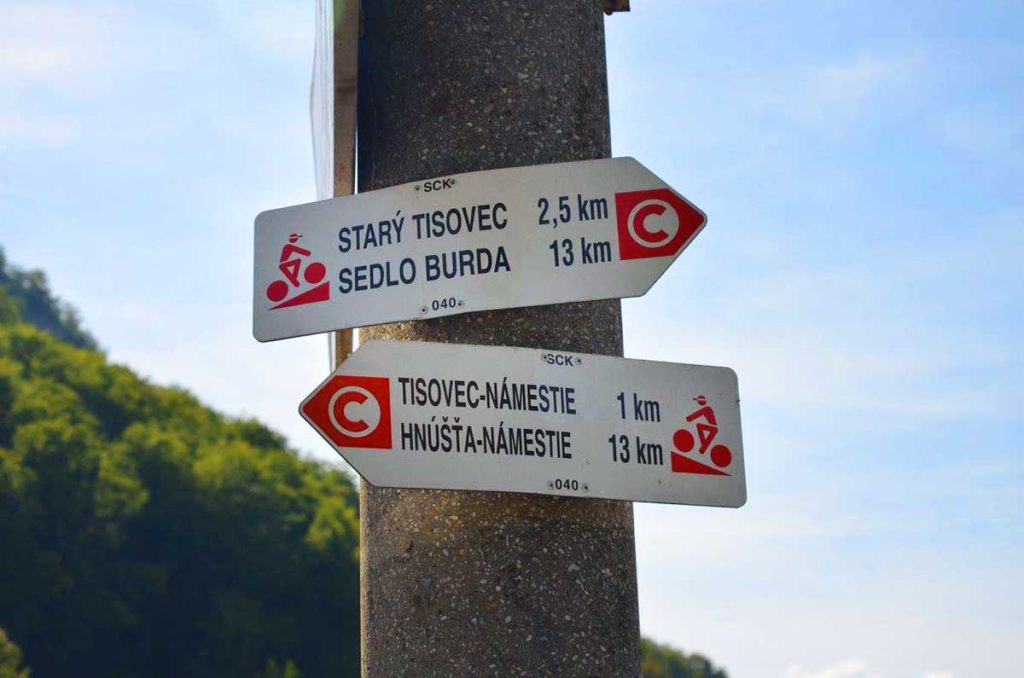 SCK
STARÝ TISOVEC 2,5 km
SEDLO BURDA 13 km
C
040
SCK
C
TISOVEC-NÁMESTIE 1 km
HNÚŠŤA-NÁMESTIE 13 km
040